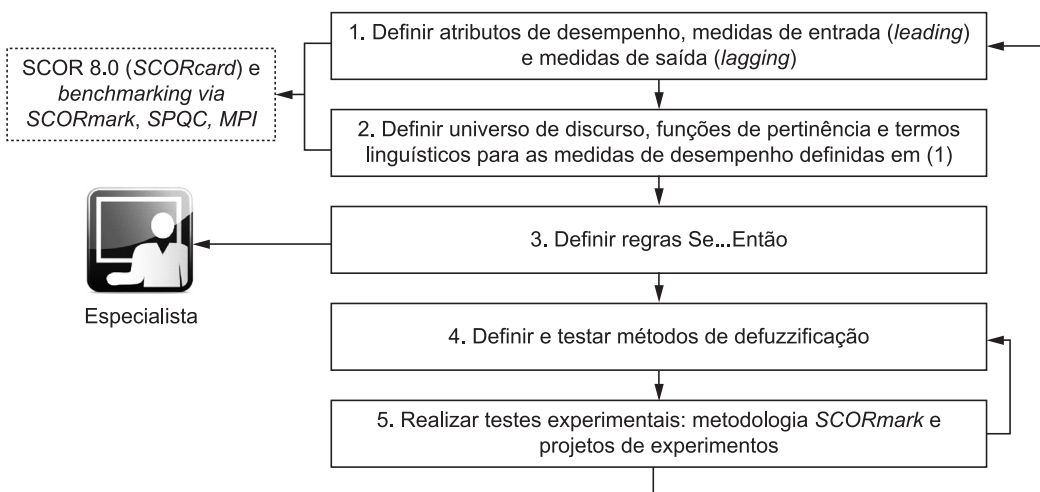 1. Definir atributos de desempenho, medidas de entrada (leading)
e medidas de saída (lagging)
SCOR 8.0 (SCORcard) e
benchmarking via
SCORmark, SPQC, MPI
2. Definir universo de discurso, funções de pertinência e termos
linguísticos para as medidas de desempenho definidas em (1)
3. Definir regras Se...Então
Especialista
4. Definir e testar métodos de defuzzificação
5. Realizar testes experimentais: metodologia SCORmark e
projetos de experimentos